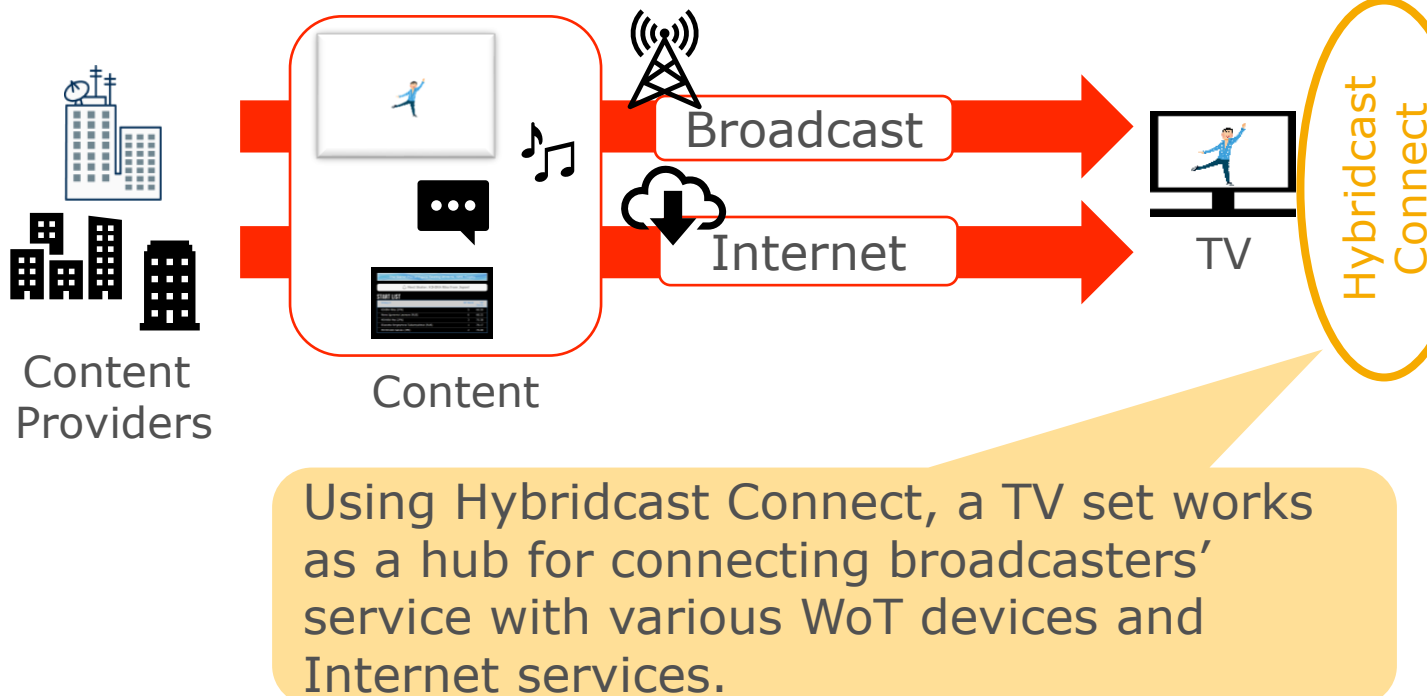 Broadcast
Internet
TV
Hybridcast
Connect
START LIST
Content
Providers
Content
Using Hybridcast Connect, a TV set works
as a hub for connecting broadcasters’
service with various WoT devices and
Internet services.